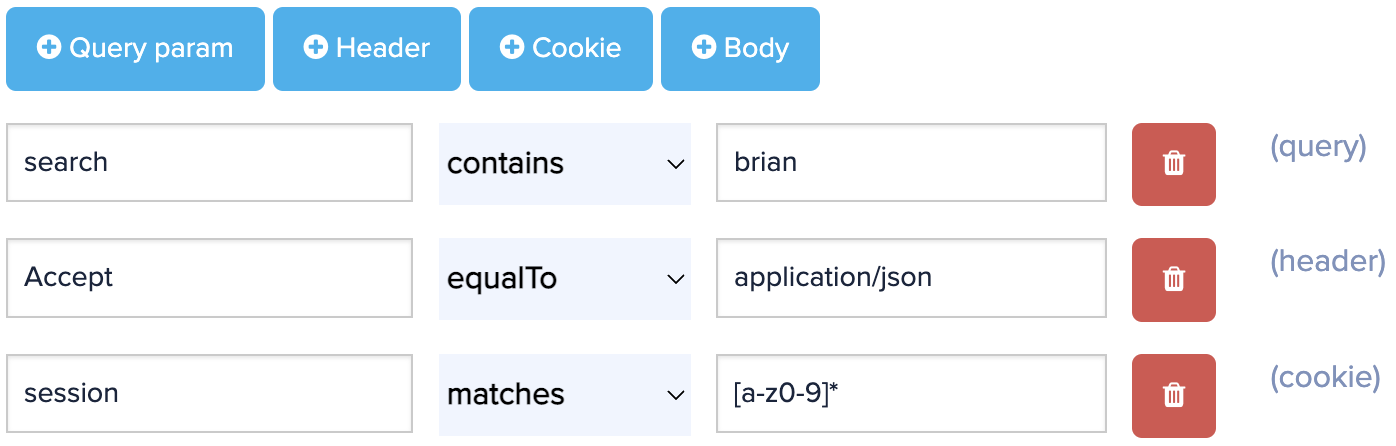 Query param Header Cookie Body
search contains brian (query)
Accept equalTo application/json (header)
session matches [a-z0-9]* (cookie)